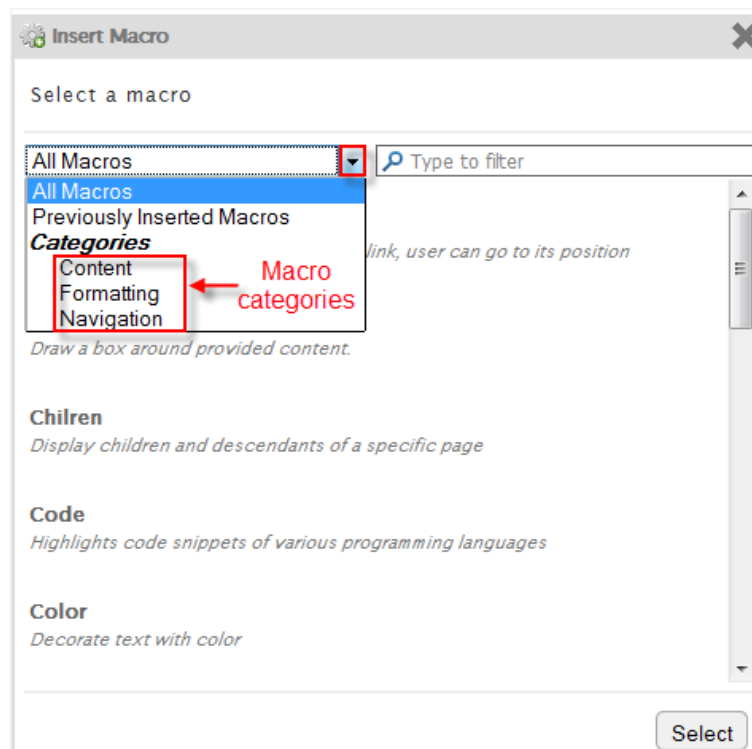 Insert Macro
Select a macro
All Macros
Type to filter
All Macros
Previously Inserted Macros
Categories
link, user can go to its position
Content
Formatting
Navigation
Macro
categories
Draw a box around provided content.
Chilren
Display children and descendants of a specific page
Code
Highlights code snippets of various programming languages
Color
Decorate text with color
Select